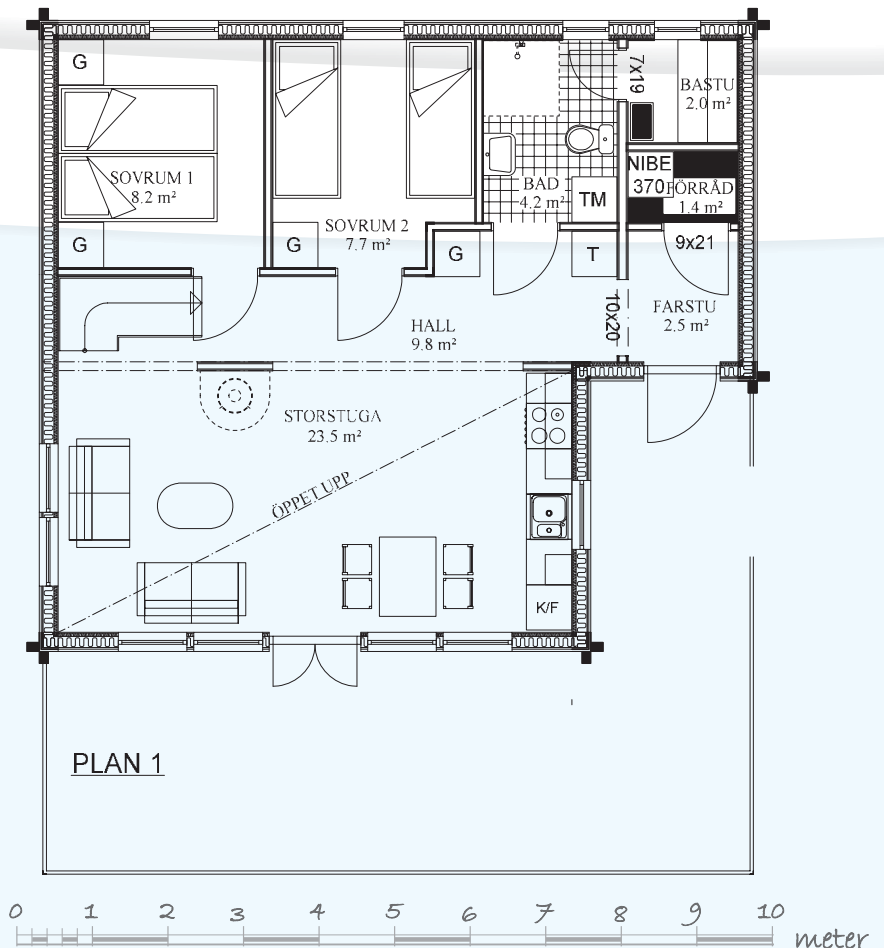 G
7x19
BASTU
2.0 m²
SOVRUM 1
8.2 m²
NIBE
370
FÖRRÅD
1.4 m²
BAD
4.2 m²
TM
SOVRUM 2
7.7 m²
G
G
G
T
9x21
10x20
FARSTU
2.5 m²
HALL
9.8 m²
STORSTUGA
23.5 m²
ÖPPET UPP
K/F
PLAN 1
0 1 2 3 4 5 6 7 8 9 10
meter